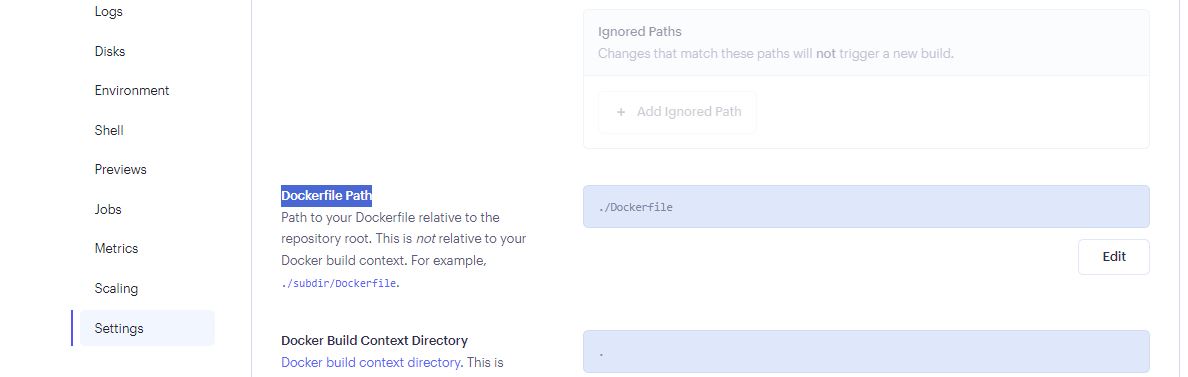 Logs
Disks
Environment
Shell
Previews
Jobs
Metrics
Scaling
Settings
Ignored Paths
Changes that match these paths will not trigger a new build.
+ Add Ignored Path
Dockerfile Path
Path to your Dockerfile relative to the
repository root. This is not relative to your
Docker build context. For example,
./subdir/Dockerfile.
./Dockerfile
Edit
Docker Build Context Directory
Docker build context directory. This is
.